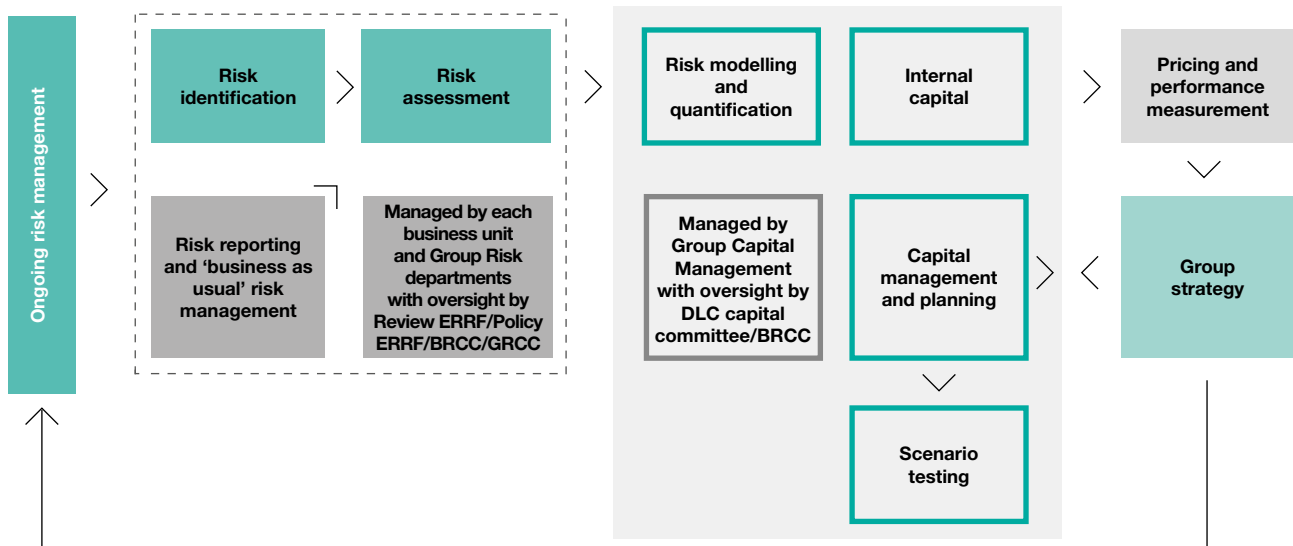 Ongoing risk management
Risk
identification
Risk
assessment
Risk modelling
and
quantification
Internal
capital
Pricing and
performance
measurement
Risk reporting
and ‘business as
usual’ risk
management
Managed by each
business unit
and Group Risk
departments
with oversight by
Review ERRF/Policy
ERRF/BRCC/GRCC
Managed by
Group Capital
Management
with oversight by
DLC capital
committee/BRCC
Capital
management
and planning
Group
strategy
Scenario
testing